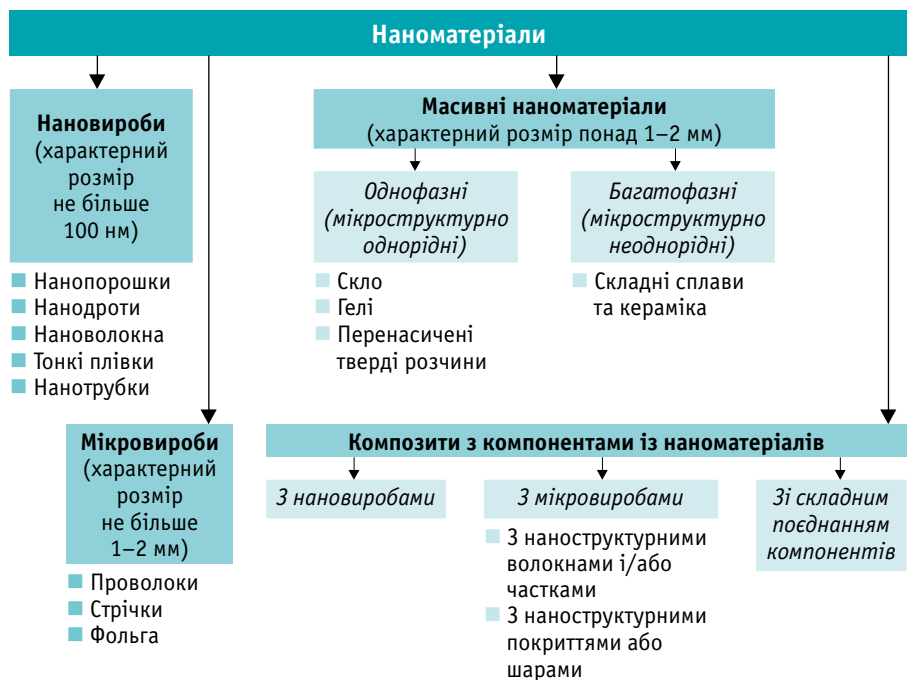 Наноматеріали
Нановироби
(характерний
розмір
не більше
100 нм)
Нанопорошки
Нанодроти
Нановолокна
Тонкі плівки
Нанотрубки
Масивні наноматеріали
(характерний розмір понад 1–2 мм)
Однофазні
(мікроструктурно
однорідні)
Скло
Гелі
Перенасичені
тверді розчини
Багатофазні
(мікроструктурно
неоднорідні)
Складні сплави
та кераміка
Мікровироби
(характерний
розмір
не більше
1–2 мм)
Проволоки
Стрічки
Фольга
Композити з компонентами із наноматеріалів
З нановиробами
З мікровиробами
З наноструктурними
волокнами і/або
частками
З наноструктурними
покриттями або
шарами
Зі складним
поєднанням
компонентів